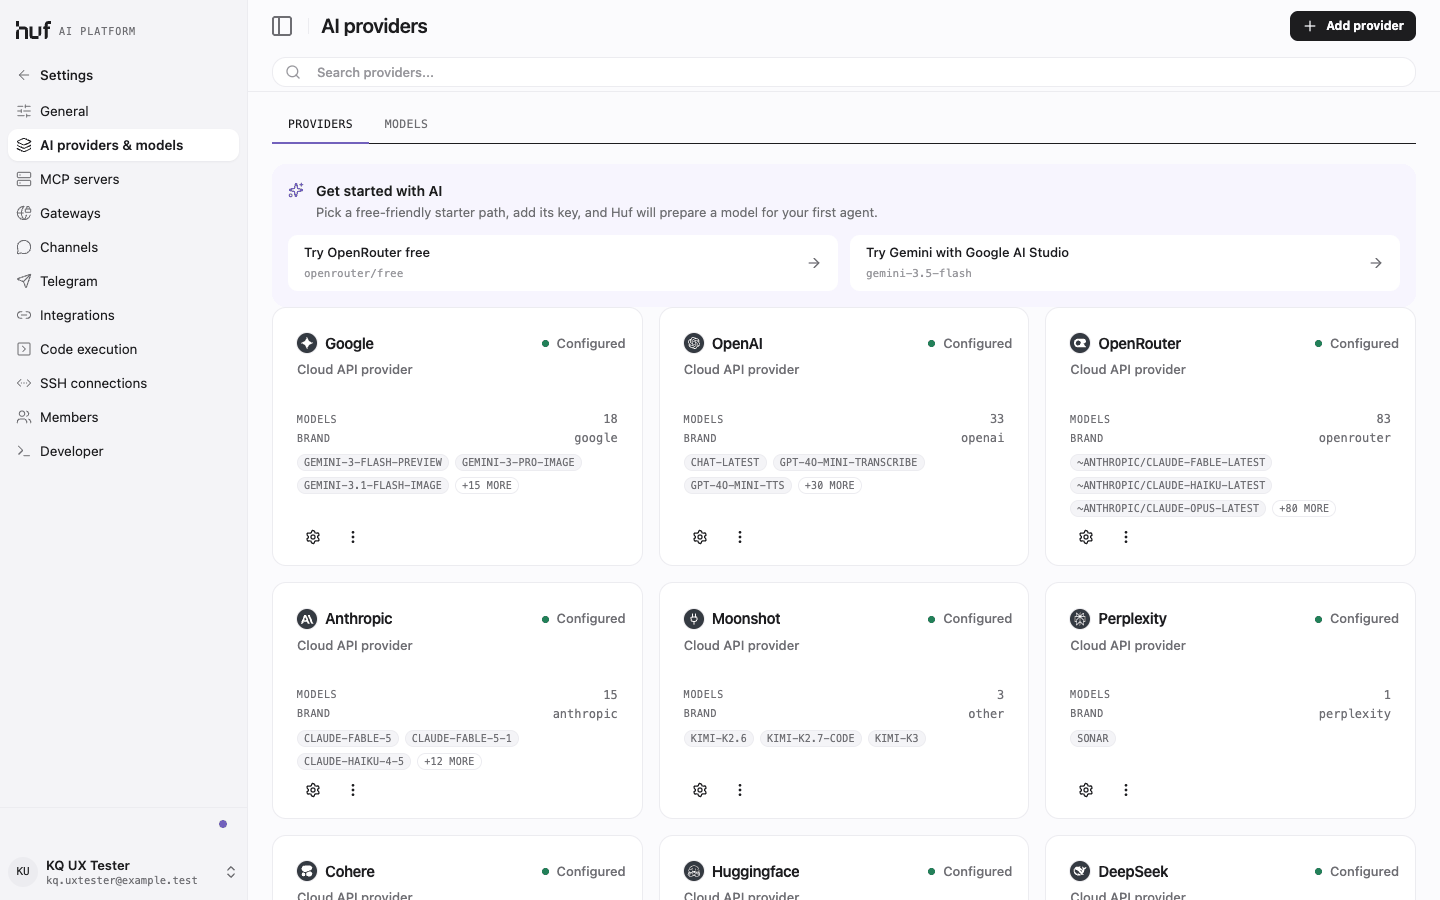 huf AI PLATFORM
Settings
General
AI providers & models
MCP servers
Gateways
Channels
Telegram
Integrations
Code execution
SSH connections
Members
Developer
KU
KQ UX Tester
kq.uxtester@example.test
AI providers
Add provider
Search providers...
PROVIDERS MODELS
Get started with AI
Pick a free-friendly starter path, add its key, and Huf will prepare a model for your first agent.
Try OpenRouter free
openrouter/free
Try Gemini with Google AI Studio
gemini-3.5-flash
Google Configured
Cloud API provider
MODELS 18
BRAND google
GEMINI-3-FLASH-PREVIEW GEMINI-3-PRO-IMAGE
GEMINI-3.1-FLASH-IMAGE +15 MORE
OpenAI Configured
Cloud API provider
MODELS 33
BRAND openai
CHAT-LATEST GPT-4O-MINI-TRANSCRIBE
GPT-4O-MINI-TTS +30 MORE
OpenRouter Configured
Cloud API provider
MODELS 83
BRAND openrouter
~ANTHROPIC/CLAUDE-FABLE-LATEST
~ANTHROPIC/CLAUDE-HAIKU-LATEST
~ANTHROPIC/CLAUDE-OPUS-LATEST +80 MORE
Anthropic Configured
Cloud API provider
MODELS 15
BRAND anthropic
CLAUDE-FABLE-5 CLAUDE-FABLE-5-1
CLAUDE-HAIKU-4-5 +12 MORE
Moonshot Configured
Cloud API provider
MODELS 3
BRAND other
KIMI-K2.6 KIMI-K2.7-CODE KIMI-K3
Perplexity Configured
Cloud API provider
MODELS 1
BRAND perplexity
SONAR
Cohere Configured
Cloud API provider
Huggingface Configured
Cloud API provider
DeepSeek Configured
Cloud API provider